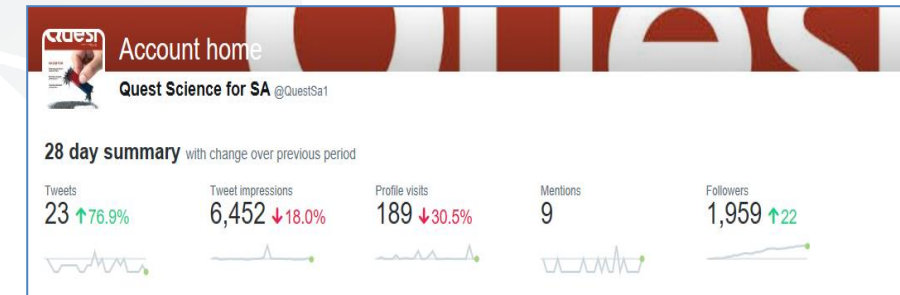 Quest
Account home
Quest Science for SA @QuestSa1
28 day summary with change over previous period
Tweets
23 ↑76.9%
Tweet impressions
6,452 ↓18.0%
Profile visits
189 ↓30.5%
Mentions
9
Followers
1,959 ↑22